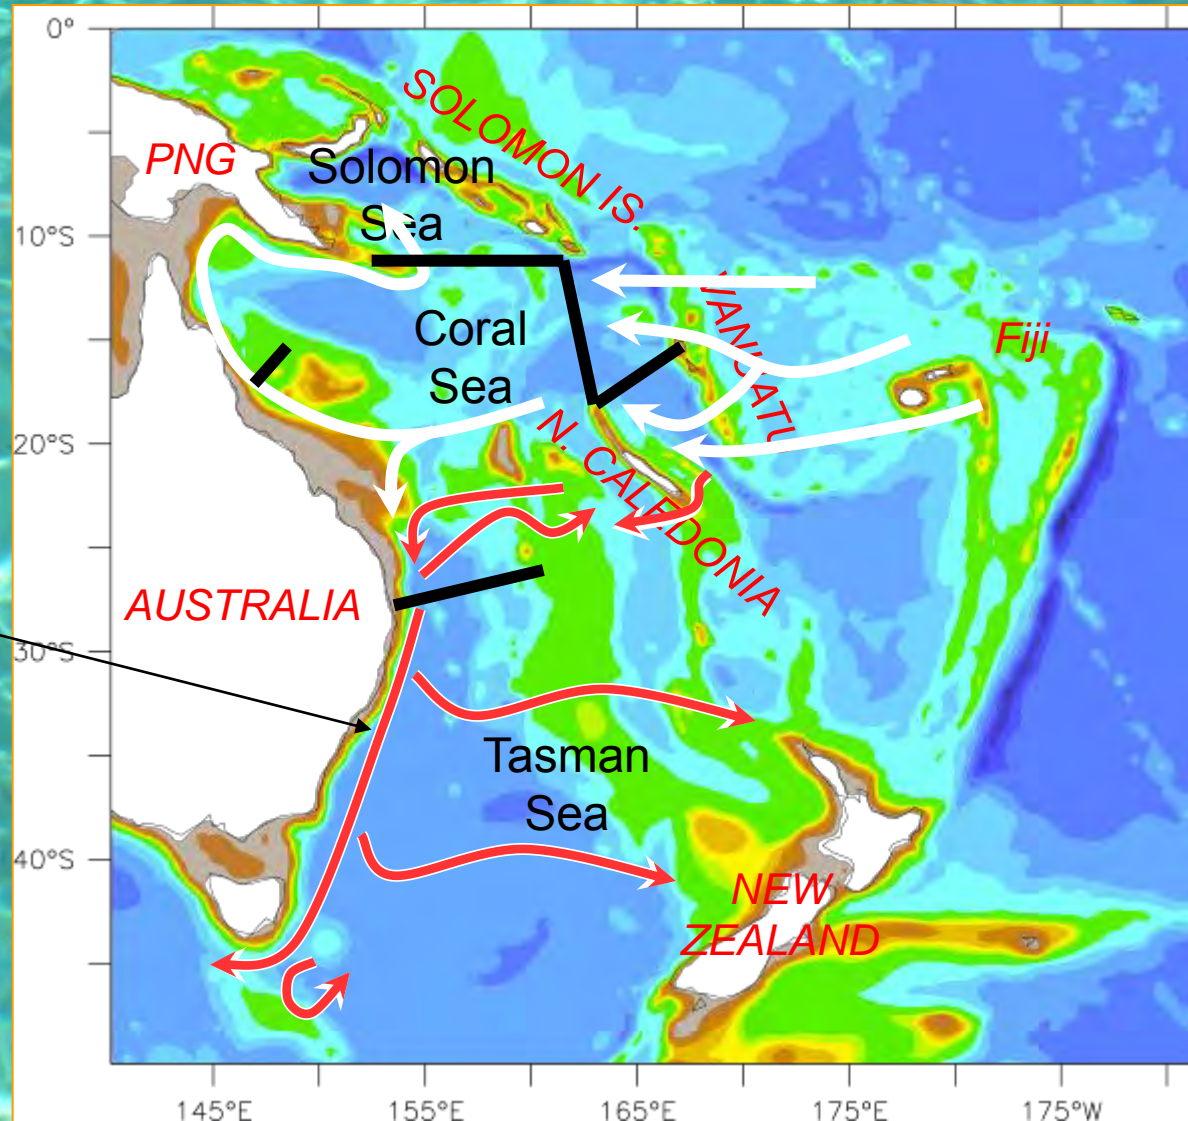 0°
SOLOMON IS.
PNG
Solomon
Sea
10°S
VANUATU
Coral
Sea
Fiji
20°S
N. CALEDONIA
AUSTRALIA
30°S
Tasman
Sea
40°S
NEW
ZEALAND
145°E 155°E 165°E 175°E 175°W